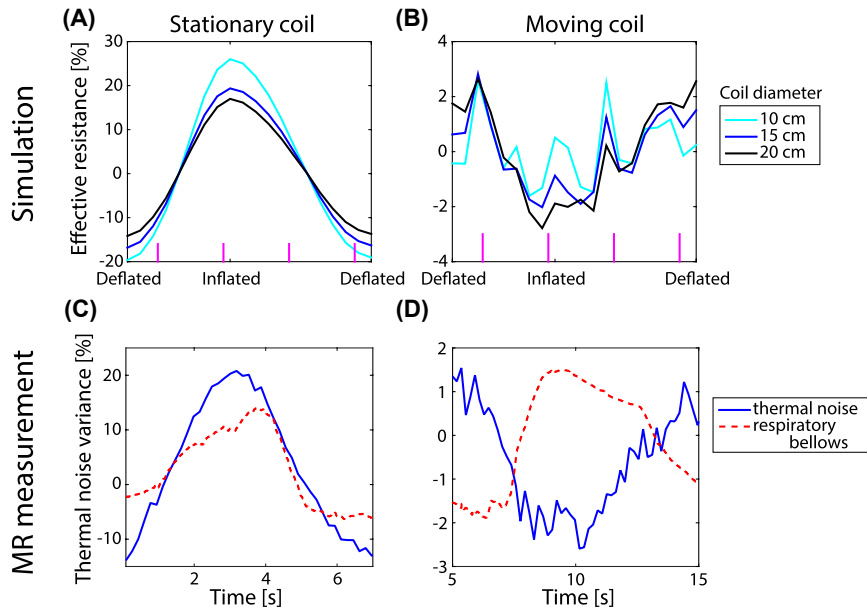 (A)
Stationary coil
(B)
Moving coil
Simulation
Effective resistance [%]
30
20
10
0
-10
-20
Deflated
Inflated
Deflated
4
2
0
-2
-4
Deflated
Inflated
Deflated
Coil diameter
10 cm
15 cm
20 cm
(C)
(D)
MR measurement
Thermal noise variance [%]
20
10
0
-10
2
4
6
Time [s]
2
1
0
-1
-2
-3
5
10
15
Time [s]
thermal noise
respiratory
bellows